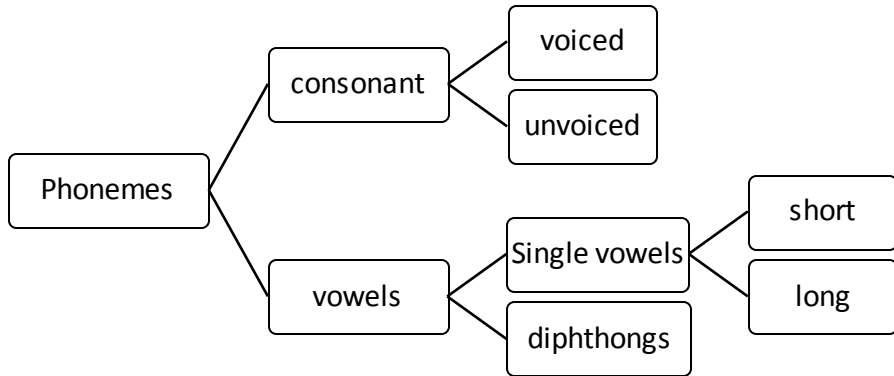 Phonemes
consonant
voiced
unvoiced
vowels
Single vowels
short
long
diphthongs